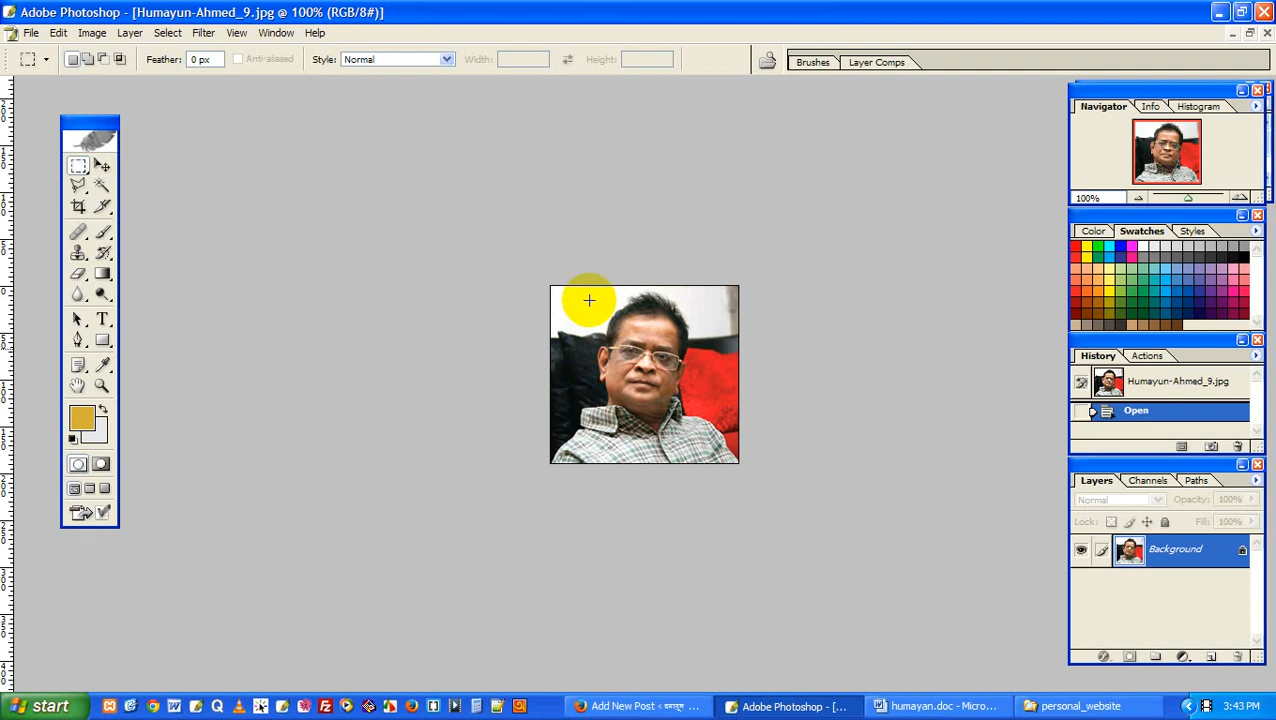 Adobe Photoshop - [Humayun-Ahmed_9.jpg @ 100% (RGB/8#)]
File Edit Image Layer Select Filter View Window Help
Feather: 0 px Anti-aliased Style: Normal Width: Height: Brushes Layer Comps
Navigator Info Histogram
100%
Color Swatches Styles
History Actions
Humayun-Ahmed_9.jpg
Open
Layers Channels Paths
Normal Opacity: 100%
Lock: Fill: 100%
Background
start Add New Post ‹ হুমায়ূন ... Adobe Photoshop - [... humayan.doc - Micros... personal_website 3:43 PM